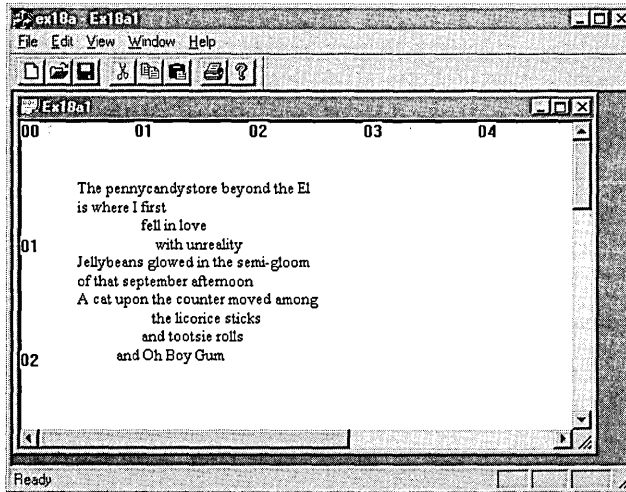 ex18a - Ex18a1
File Edit View Window Help
Ex18a1
00 01 02 03 04
The pennycandystore beyond the El
is where I first
fell in love
01
with unreality
Jellybeans glowed in the semi-gloom
of that september afternoon
A cat upon the counter moved among
the licorice sticks
and tootsie rolls
02
and Oh Boy Gum
Ready